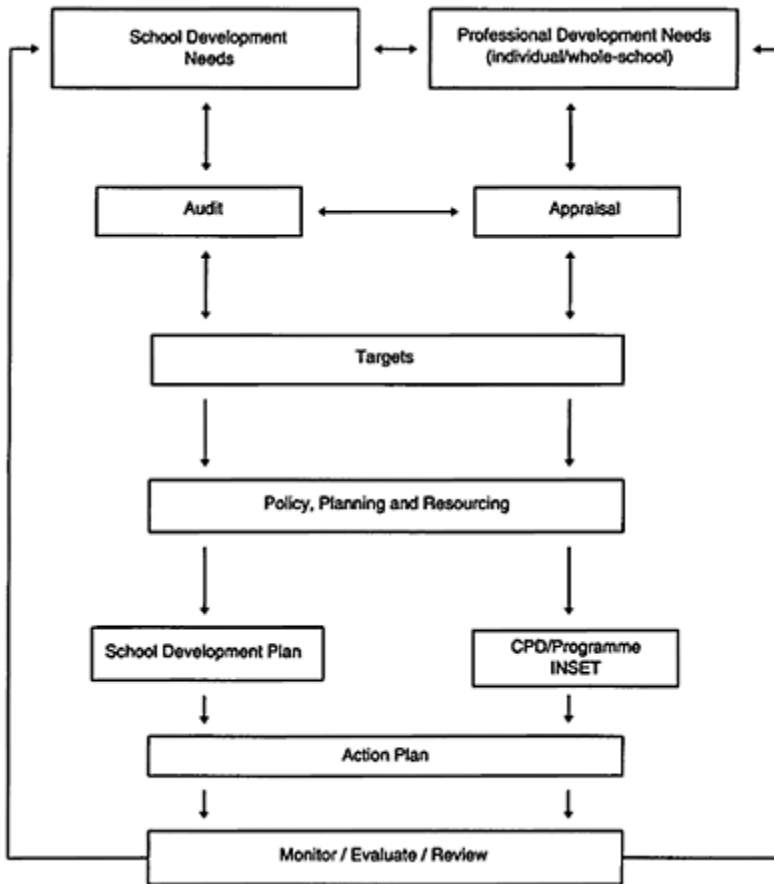 School Development
Needs
Professional Development Needs
(individual/whole-school)
Audit
Appraisal
Targets
Policy, Planning and Resourcing
School Development Plan
CPD/Programme
INSET
Action Plan
Monitor / Evaluate / Review